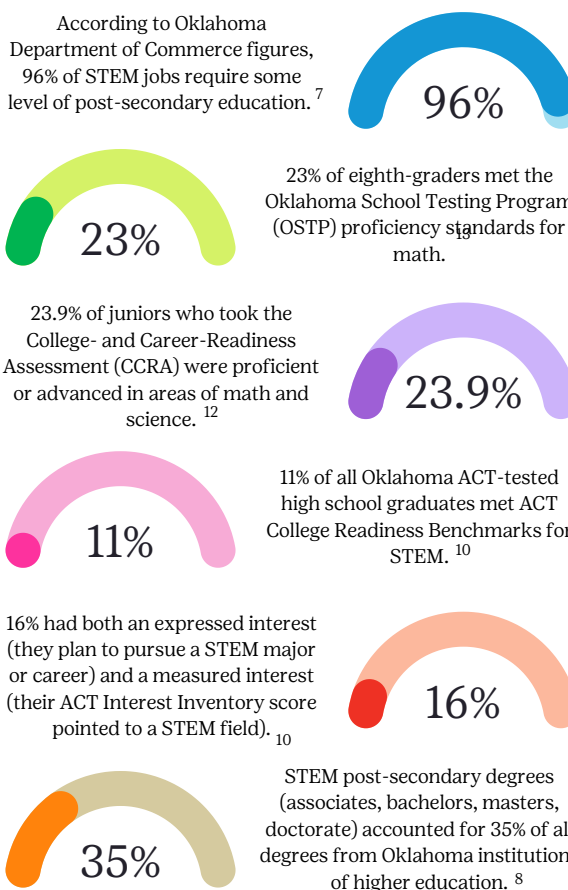 According to Oklahoma
Department of Commerce figures,
96% of STEM jobs require some
level of post-secondary education. 7
96%
23%
23% of eighth-graders met the
Oklahoma School Testing Program
(OSTP) proficiency standards for
13
math.
23.9% of juniors who took the
College- and Career-Readiness
Assessment (CCRA) were proficient
or advanced in areas of math and
science. 12
23.9%
11%
11% of all Oklahoma ACT-tested
high school graduates met ACT
College Readiness Benchmarks for
STEM. 10
16% had both an expressed interest
(they plan to pursue a STEM major
or career) and a measured interest
(their ACT Interest Inventory score
pointed to a STEM field). 10
16%
35%
STEM post-secondary degrees
(associates, bachelors, masters,
doctorate) accounted for 35% of al
degrees from Oklahoma institution
of higher education. 8